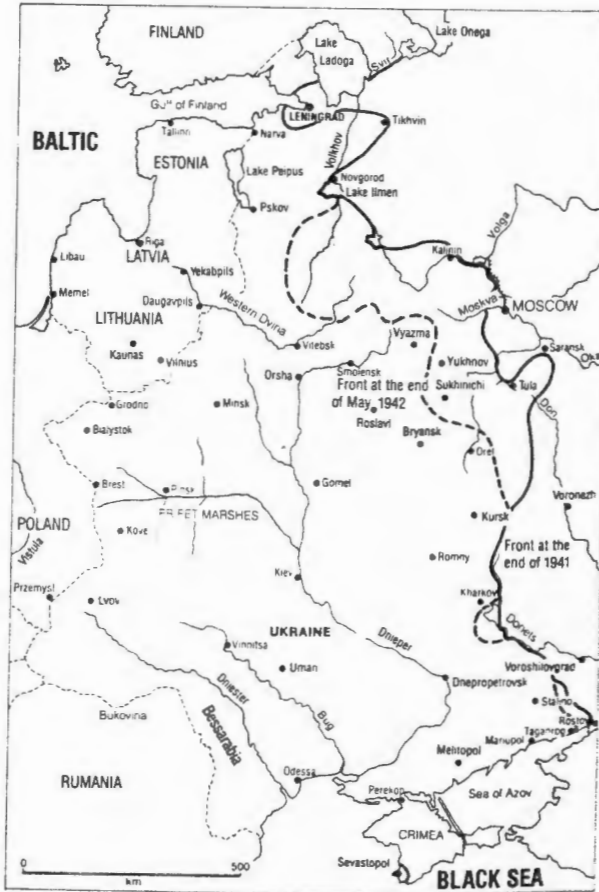 FINLAND
Lake Onega
Lake
Ladoga
Svir
Gulf of Finland
LENINGRAD
Tikhvin
Tallinn
Narva
BALTIC
ESTONIA
Volkhov
Lake Peipus
Novgorod
Lake Ilmen
Pskov
Volga
Riga
Kalinin
Libau
LATVIA
Yekabpils
Memel
Daugavpils
Western Dvina
Moskva
MOSCOW
LITHUANIA
Vitebsk
Vyazma
Saransk
Kaunas
Vilnius
Smolensk
Yukhnov
Oka
Orsha
Front at the end
of May 1942
Sukhinichi
Tula
Grodno
Minsk
Roslavl
Don
Bialystok
Bryansk
Orel
Brest
Pinsk
Gomel
Voronezh
POLAND
PRIPET MARSHES
Kursk
Vistula
Kove
Romny
Front at the
end of 1941
Kiev
Przemysl
Lvov
Kharkov
UKRAINE
Donets
Vinnitsa
Dnieper
Uman
Voroshilovgrad
Dniester
Dnepropetrovsk
Bug
Stalino
Bukovina
Bessarabia
Rostov
Taganrog
Mariupol
Melitopol
RUMANIA
Odessa
Perekop
Sea of Azov
CRIMEA
0 500
km
Sevastopol
BLACK SEA